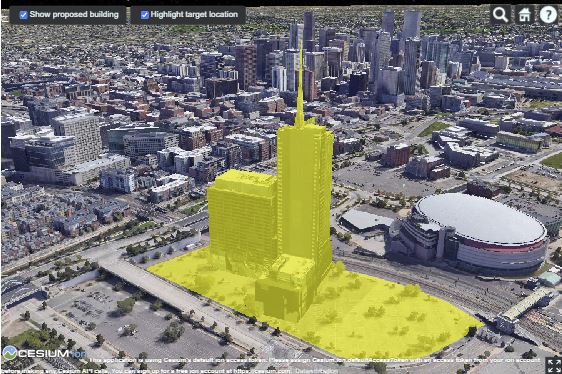 Show proposed building
Highlight target location
CESIUM ion
This application is using Cesium's default ion access token. Please assign Cesium.Ion.defaultAccessToken with an access token from your ion account
before making any Cesium API calls. You can sign up for a free ion account at https://cesium.com. Data attribution